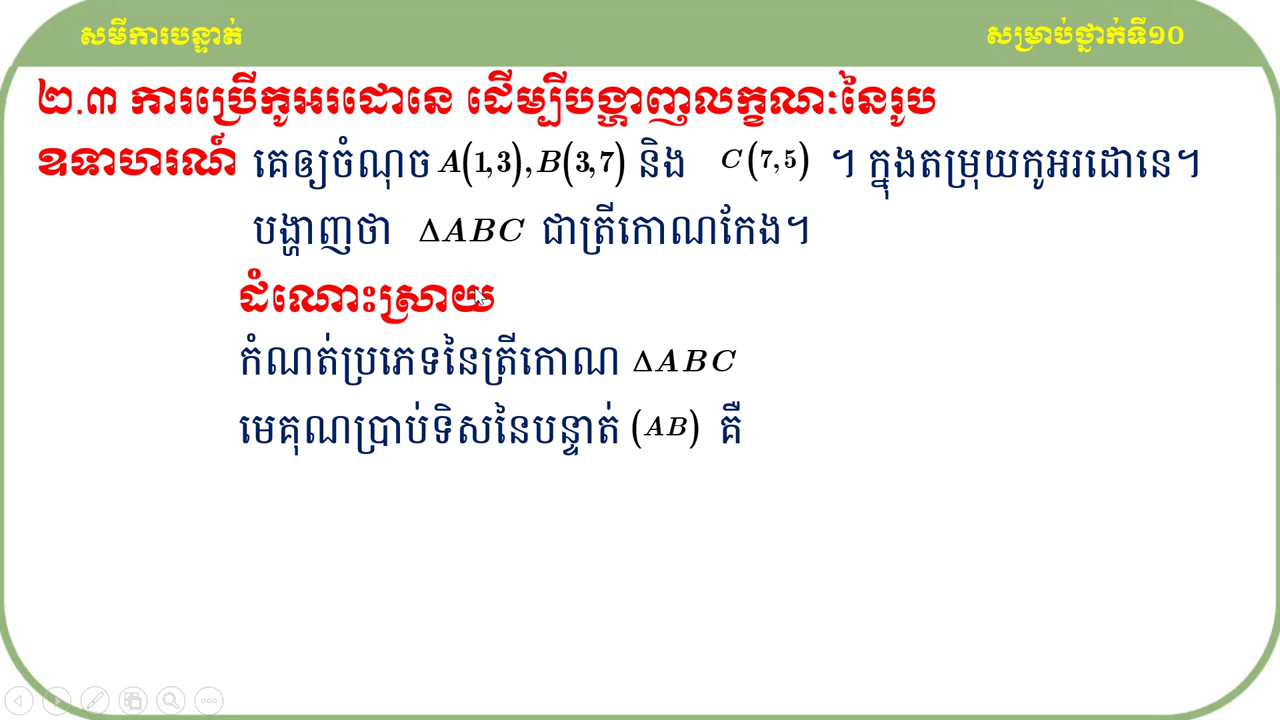 សមីការបន្ទាត់
សម្រាប់ថ្នាក់ទី១០
២.៣ ការប្រើកូអរដោនេ ដើម្បីបង្ហាញលក្ខណៈនៃរូប
ឧទាហរណ៍ គេឲ្យចំណុច A(1,3), B(3,7) និង C(7,5) ។ ក្នុងតម្រុយកូអរដោនេ។
បង្ហាញថា ΔABC ជាត្រីកោណកែង។
ដំណោះស្រាយ
កំណត់ប្រភេទនៃត្រីកោណ ΔABC
មេគុណប្រាប់ទិសនៃបន្ទាត់ (AB) គឺ